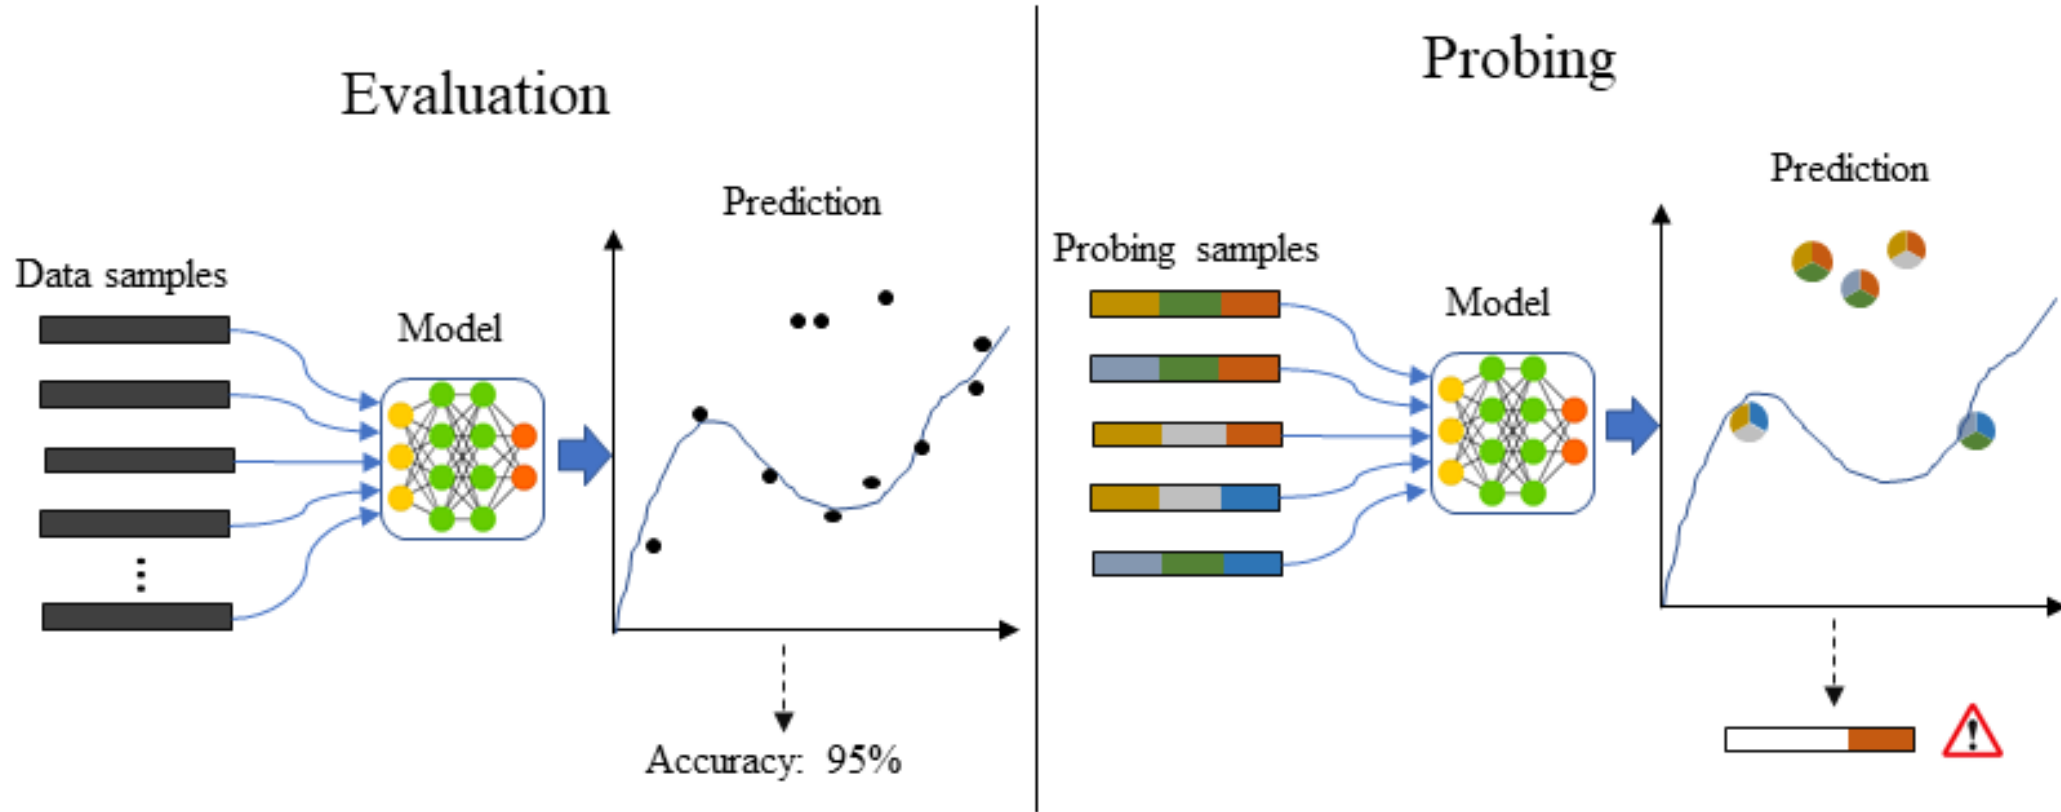 Evaluation
Prediction
Data samples
Model
Accuracy: 95%
Probing
Prediction
Probing samples
Model
!